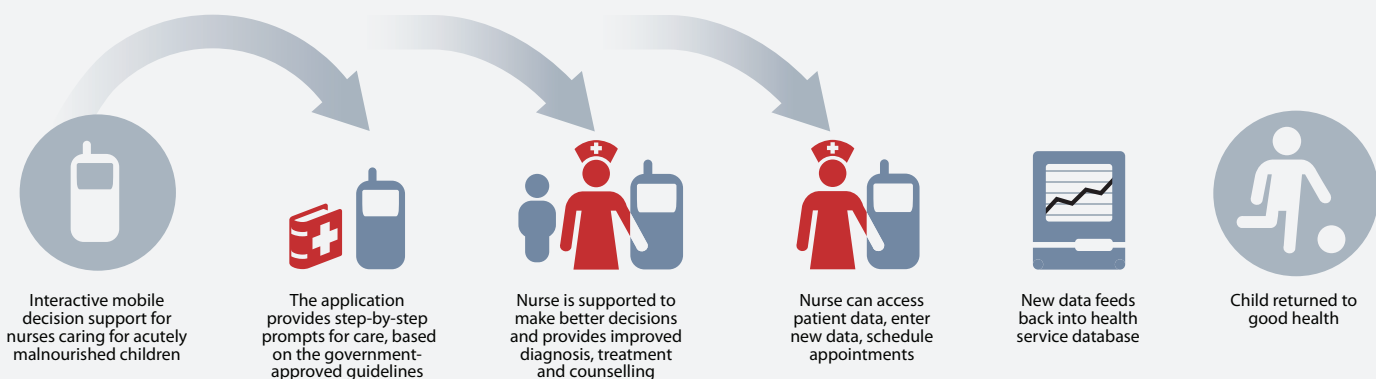 Interactive mobile
decision support for
nurses caring for acutely
malnourished children
The application
provides step-by-step
prompts for care, based
on the government-
approved guidelines
Nurse is supported to
make better decisions
and provides improved
diagnosis, treatment
and counselling
Nurse can access
patient data, enter
new data, schedule
appointments
New data feeds
back into health
service database
Child returned to
good health